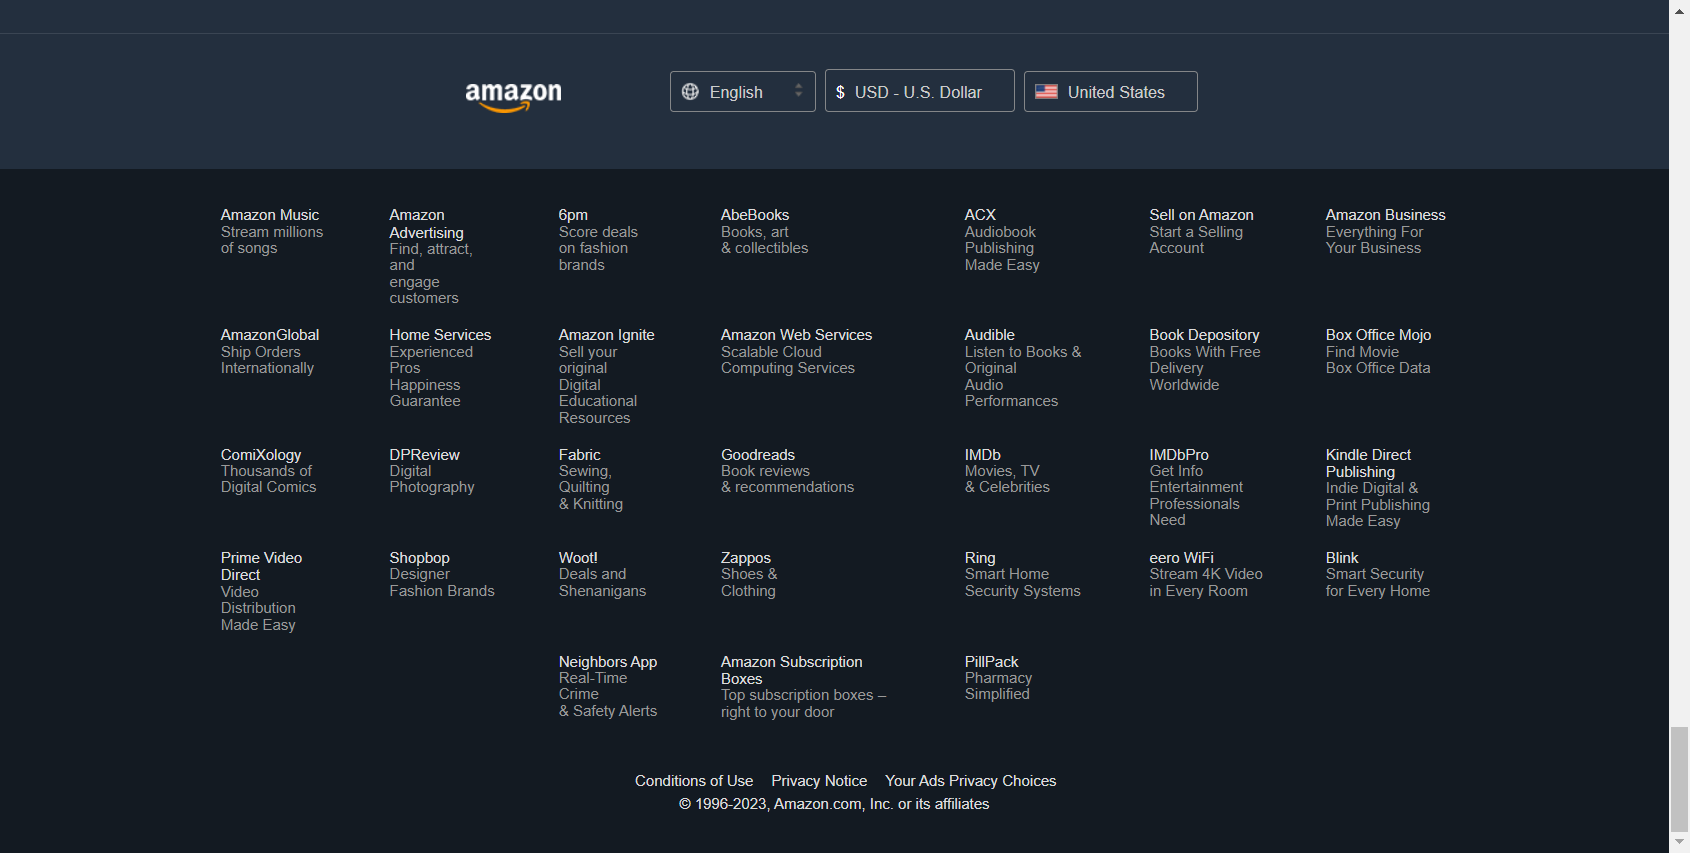 amazon
English
$ USD - U.S. Dollar
United States
Amazon Music
Stream millions
of songs
Amazon
Advertising
Find, attract,
and
engage
customers
6pm
Score deals
on fashion
brands
AbeBooks
Books, art
& collectibles
ACX
Audiobook
Publishing
Made Easy
Sell on Amazon
Start a Selling
Account
Amazon Business
Everything For
Your Business
AmazonGlobal
Ship Orders
Internationally
Home Services
Experienced
Pros
Happiness
Guarantee
Amazon Ignite
Sell your
original
Digital
Educational
Resources
Amazon Web Services
Scalable Cloud
Computing Services
Audible
Listen to Books &
Original
Audio
Performances
Book Depository
Books With Free
Delivery
Worldwide
Box Office Mojo
Find Movie
Box Office Data
ComiXology
Thousands of
Digital Comics
DPReview
Digital
Photography
Fabric
Sewing,
Quilting
& Knitting
Goodreads
Book reviews
& recommendations
IMDb
Movies, TV
& Celebrities
IMDbPro
Get Info
Entertainment
Professionals
Need
Kindle Direct
Publishing
Indie Digital &
Print Publishing
Made Easy
Prime Video
Direct
Video
Distribution
Made Easy
Shopbop
Designer
Fashion Brands
Woot!
Deals and
Shenanigans
Zappos
Shoes &
Clothing
Ring
Smart Home
Security Systems
eero WiFi
Stream 4K Video
in Every Room
Blink
Smart Security
for Every Home
Neighbors App
Real-Time
Crime
& Safety Alerts
Amazon Subscription
Boxes
Top subscription boxes –
right to your door
PillPack
Pharmacy
Simplified
Conditions of Use Privacy Notice Your Ads Privacy Choices
© 1996-2023, Amazon.com, Inc. or its affiliates